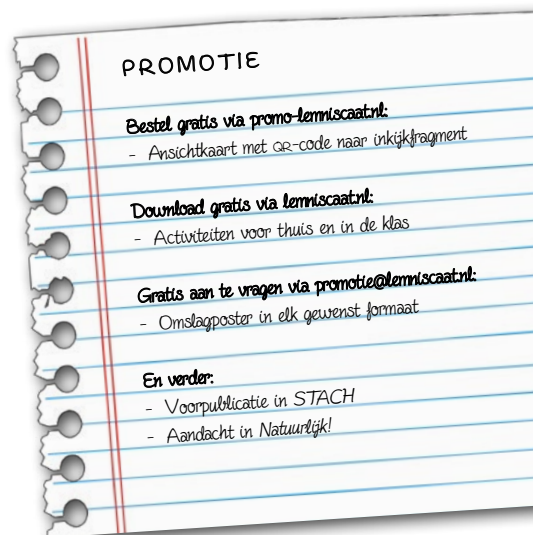 PROMOTIE
Bestel gratis via promo-lemniscaat.nl:
- Ansichtkaart met QR-code naar inkijkfragment
Download gratis via lemniscaat.nl:
- Activiteiten voor thuis en in de klas
Gratis aan te vragen via promotie@lemniscaat.nl:
- Omslagposter in elk gewenst formaat
En verder:
- Voorpublicatie in STACH
- Aandacht in Natuurlijk!